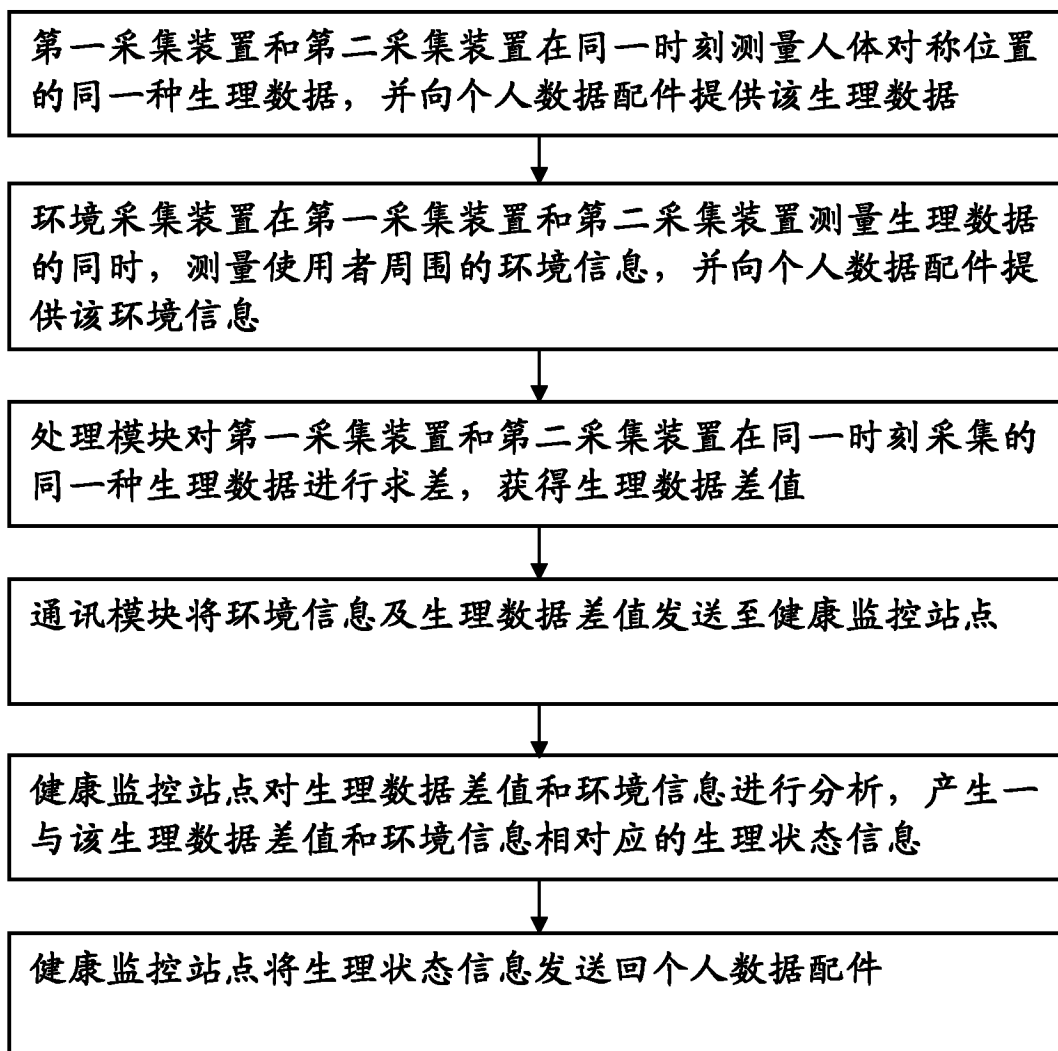 第一采集装置和第二采集装置在同一时刻测量人体对称位置
的同一种生理数据，并向个人数据配件提供该生理数据
环境采集装置在第一采集装置和第二采集装置测量生理数据
的同时，测量使用者周围的环境信息，并向个人数据配件提
供该环境信息
处理模块对第一采集装置和第二采集装置在同一时刻采集的
同一种生理数据进行求差，获得生理数据差值
通讯模块将环境信息及生理数据差值发送至健康监控站点
健康监控站点对生理数据差值和环境信息进行分析，产生一
与该生理数据差值和环境信息相对应的生理状态信息
健康监控站点将生理状态信息发送回个人数据配件